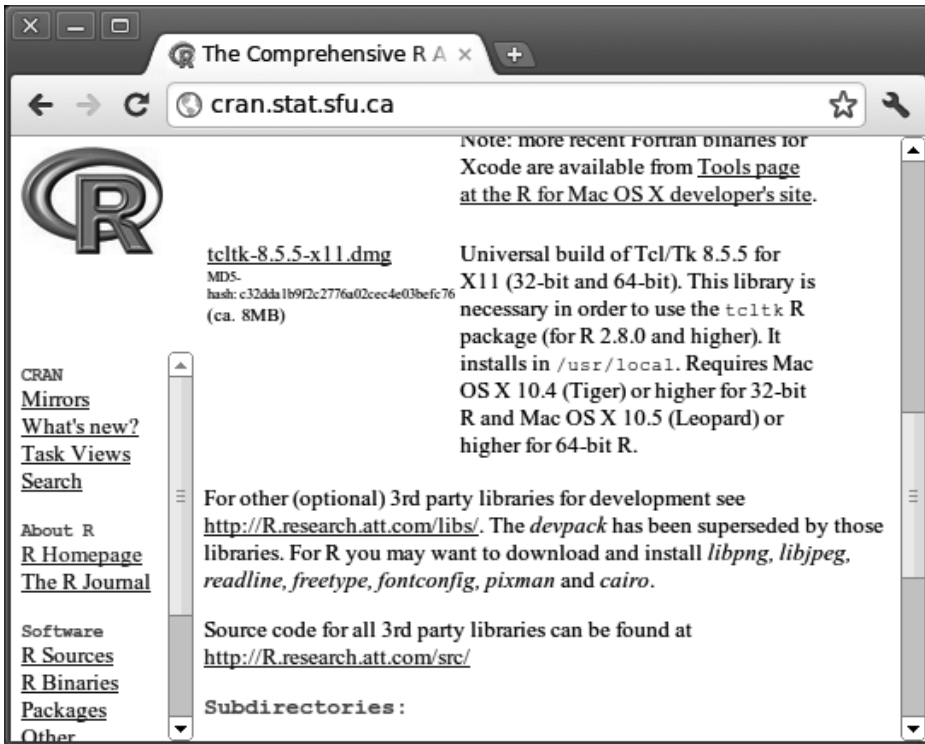 The Comprehensive R A
cran.stat.sfu.ca
R
Note: more recent Fortran binaries for
Xcode are available from Tools page
at the R for Mac OS X developer's site.
tcltk-8.5.5-x11.dmg
MD5-
hash: c32dda1b9f2c2776a02cec4e03befc76
(ca. 8MB)
Universal build of Tcl/Tk 8.5.5 for
X11 (32-bit and 64-bit). This library is
necessary in order to use the tcltk R
package (for R 2.8.0 and higher). It
installs in /usr/local. Requires Mac
OS X 10.4 (Tiger) or higher for 32-bit
R and Mac OS X 10.5 (Leopard) or
higher for 64-bit R.
For other (optional) 3rd party libraries for development see
http://R.research.att.com/libs/. The devpack has been superseded by those
libraries. For R you may want to download and install libpng, libjpeg,
readline, freetype, fontconfig, pixman and cairo.
Source code for all 3rd party libraries can be found at
http://R.research.att.com/src/
Subdirectories:
CRAN
Mirrors
What's new?
Task Views
Search
About R
R Homepage
The R Journal
Software
R Sources
R Binaries
Packages
Other